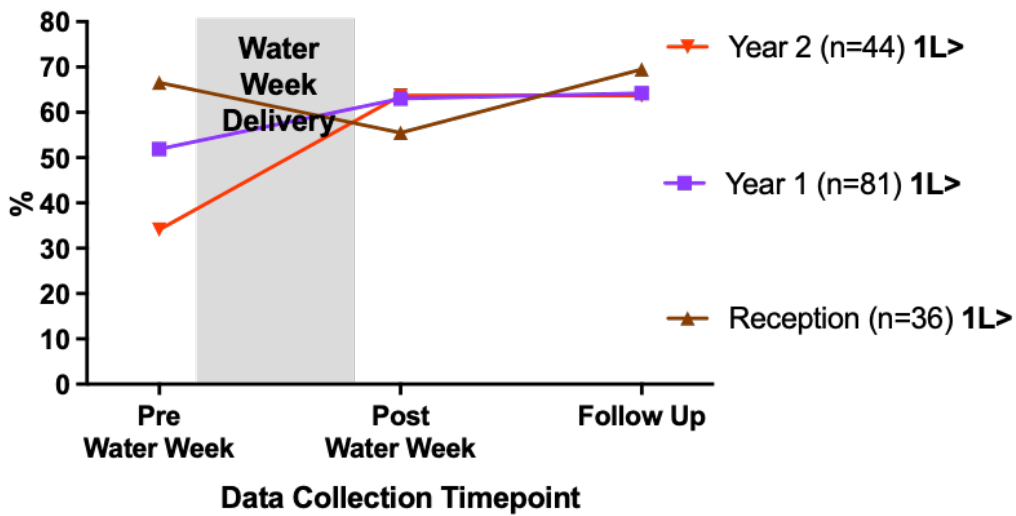 80
70
60
50
40
30
20
10
0
%
Water
Week
Delivery
Pre
Water Week
Post
Water Week
Follow Up
Data Collection Timepoint
Year 2 (n=44) 1L>
Year 1 (n=81) 1L>
Reception (n=36) 1L>